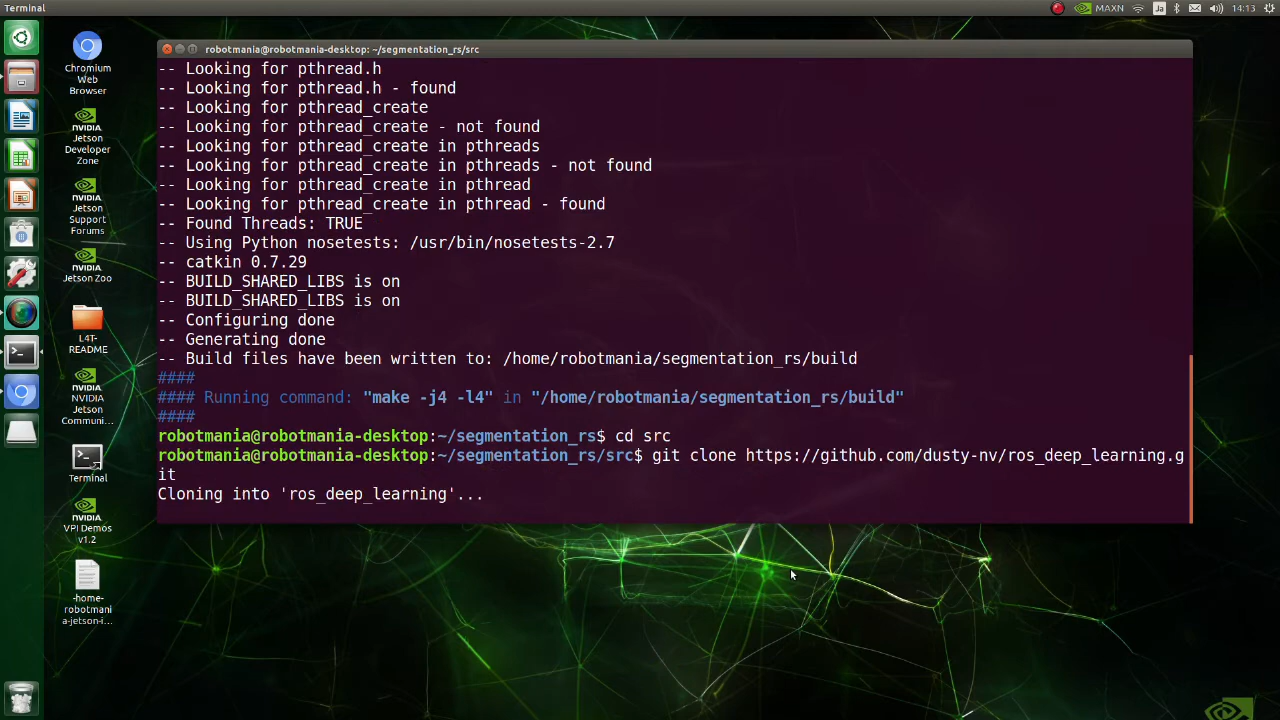 Terminal
MAXN
Ja
14:13
robotmania@robotmania-desktop: ~/segmentation_rs/src
-- Looking for pthread.h
-- Looking for pthread.h - found
-- Looking for pthread_create
-- Looking for pthread_create - not found
-- Looking for pthread_create in pthreads
-- Looking for pthread_create in pthreads - not found
-- Looking for pthread_create in pthread
-- Looking for pthread_create in pthread - found
-- Found Threads: TRUE
-- Using Python nosetests: /usr/bin/nosetests-2.7
-- catkin 0.7.29
-- BUILD_SHARED_LIBS is on
-- BUILD_SHARED_LIBS is on
-- Configuring done
-- Generating done
-- Build files have been written to: /home/robotmania/segmentation_rs/build
####
#### Running command: "make -j4 -l4" in "/home/robotmania/segmentation_rs/build"
####
robotmania@robotmania-desktop:~/segmentation_rs$ cd src
robotmania@robotmania-desktop:~/segmentation_rs/src$ git clone https://github.com/dusty-nv/ros_deep_learning.g
it
Cloning into 'ros_deep_learning'...
Chromium
Web
Browser
NVIDIA.
Jetson
Developer
Zone
NVIDIA.
Jetson
Support
Forums
NVIDIA.
Jetson Zoo
L4T-
README
NVIDIA.
NVIDIA
Jetson
Communi...
Terminal
NVIDIA.
VPI Demos
v1.2
-home-
robotmani
a-jetson-i...